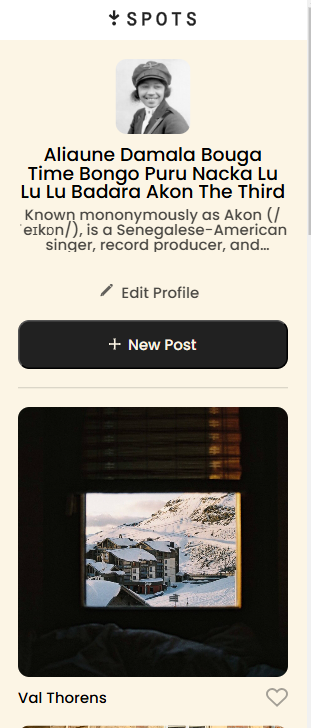 SPOTS
Aliaune Damala Bouga
Time Bongo Puru Nacka Lu
Lu Lu Badara Akon The Third
Known mononymously as Akon (/
ˈeɪkɒn/), is a Senegalese-American
singer, record producer, and...
Edit Profile
+ New Post
Val Thorens